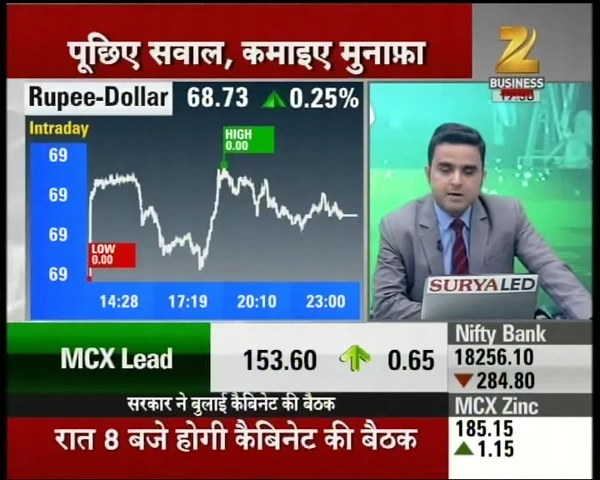 पूछिए सवाल, कमाइए मुनाफ़ा
Z
BUSINESS
17:36
Rupee-Dollar 68.73 0.25%
Intraday
69
69
69
69
HIGH
0.00
LOW
0.00
14:28 17:19 20:10 23:00
SURYA LED
MCX Lead 153.60 0.65
Nifty Bank
18256.10
284.80
सरकार ने बुलाई कैबिनेट की बैठक
रात 8 बजे होगी कैबिनेट की बैठक
MCX Zinc
185.15
1.15